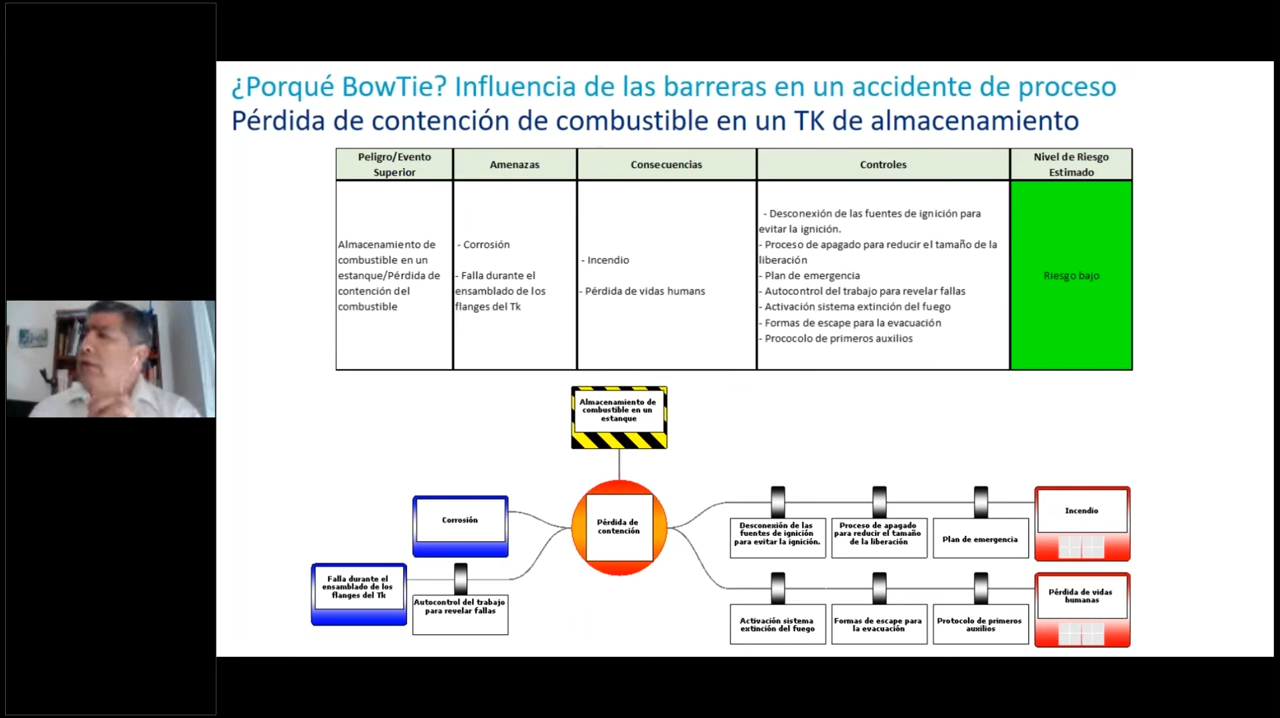 ¿Porqué BowTie? Influencia de las barreras en un accidente de proceso
Pérdida de contención de combustible en un TK de almacenamiento
Peligro/Evento
Superior
Amenazas
Consecuencias
Controles
Nivel de Riesgo
Estimado
Almacenamiento de
combustible en un
estanque/Pérdida de
contención del
combustible
- Corrosión
- Falla durante el
ensamblado de los
flanges del Tk
- Incendio
- Pérdida de vidas humans
- Desconexión de las fuentes de ignición para
evitar la ignición.
- Proceso de apagado para reducir el tamaño de la
liberación
- Plan de emergencia
- Autocontrol del trabajo para revelar fallas
- Activación sistema extinción del fuego
- Formas de escape para la evacuación
- Prococolo de primeros auxilios
Riesgo bajo
Almacenamiento de
combustible en un
estanque
Corrosión
Pérdida de
contención
Desconexión de las
fuentes de ignición
para evitar la ignición.
Proceso de apagado
para reducir el tamaño
de la liberación
Plan de emergencia
Incendio
Falla durante el
ensamblado de los
flanges del Tk
Autocontrol del trabajo
para revelar fallas
Activación sistema
extinción del fuego
Formas de escape para
la evacuación
Protocolo de primeros
auxilios
Pérdida de vidas
humanas